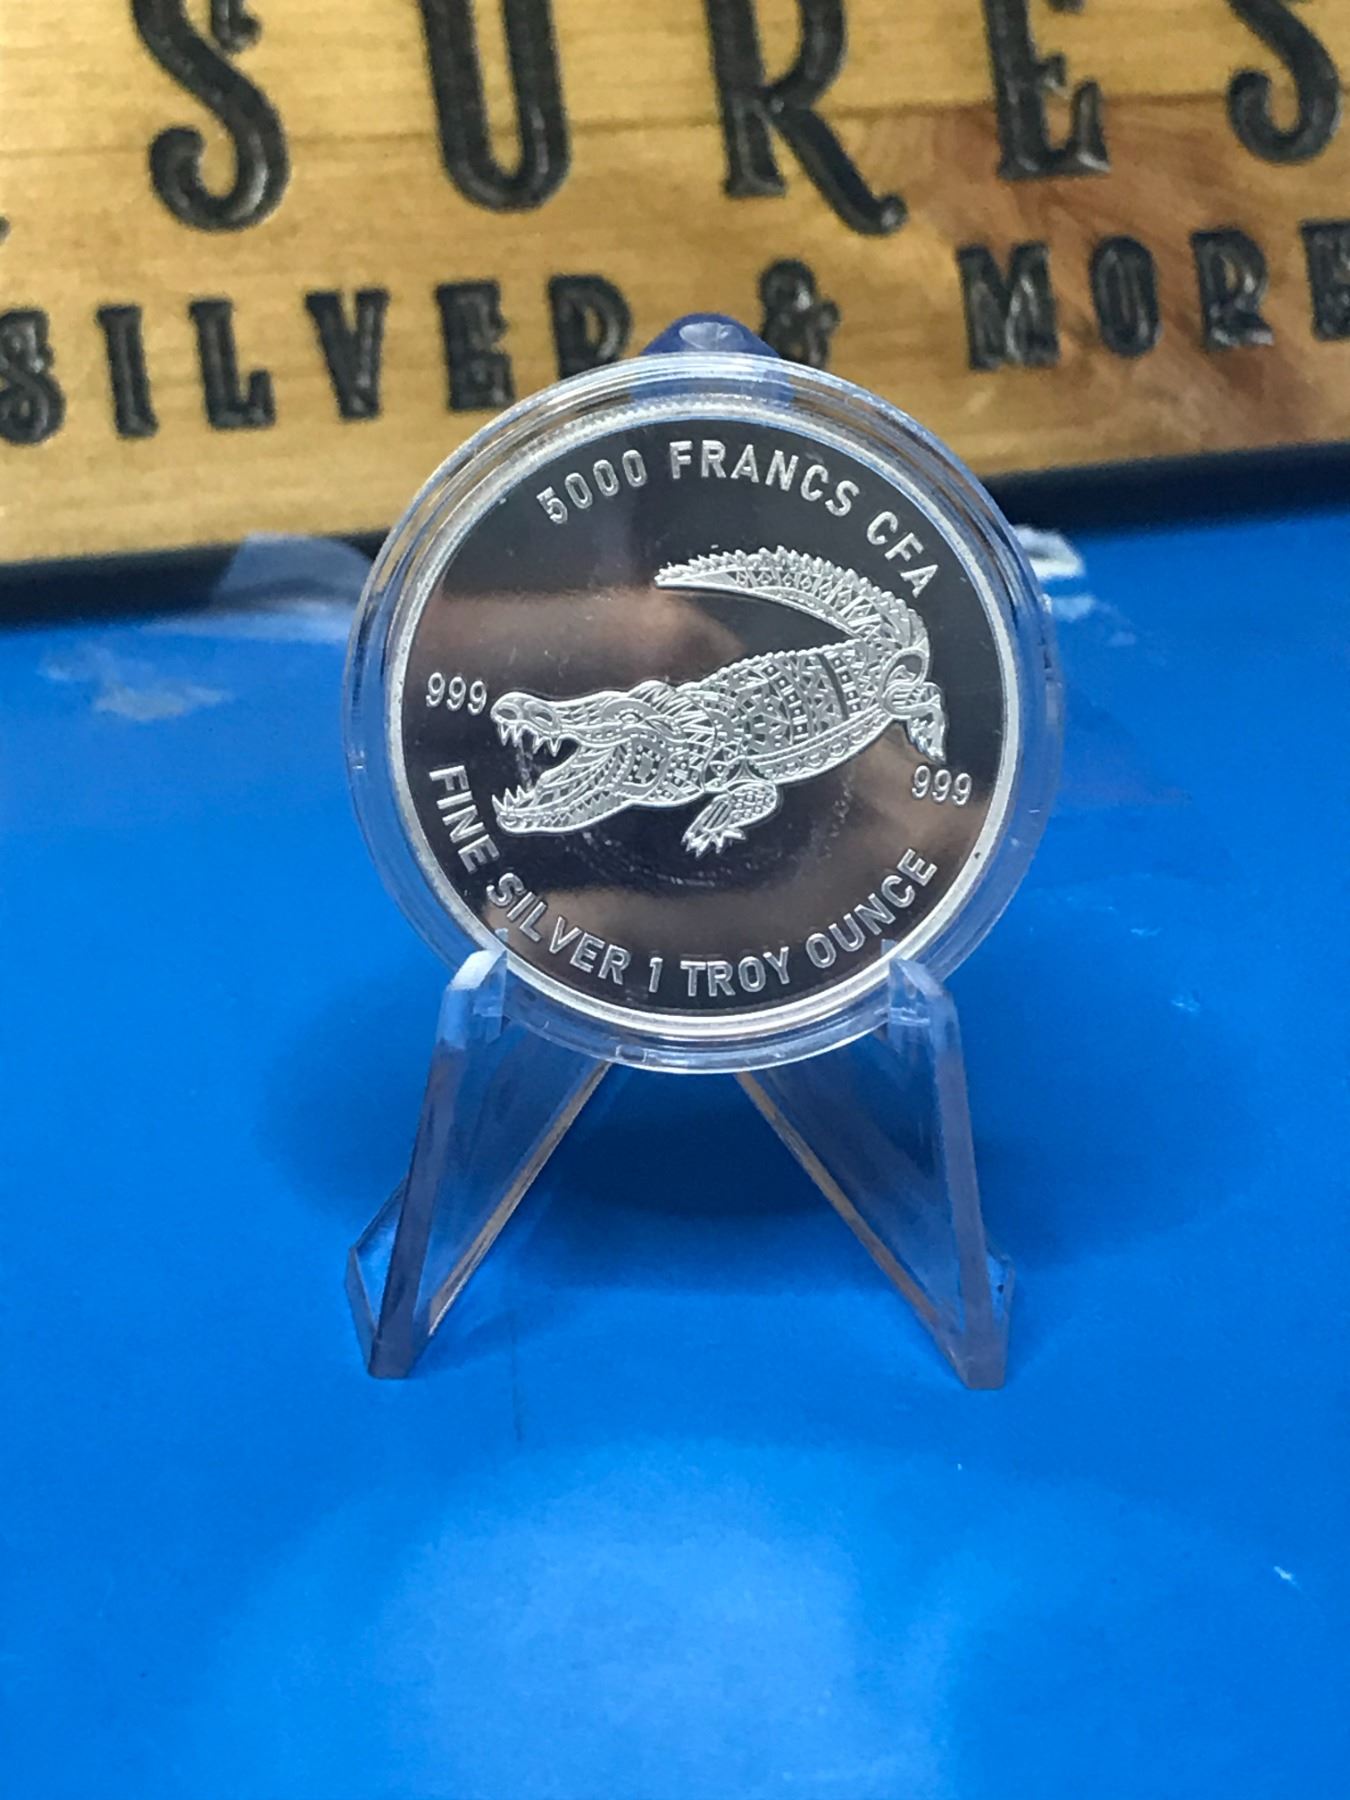 SURES
SILVER & MORE
5000 FRANCS CFA
999
999
FINE SILVER 1 TROY OUNCE